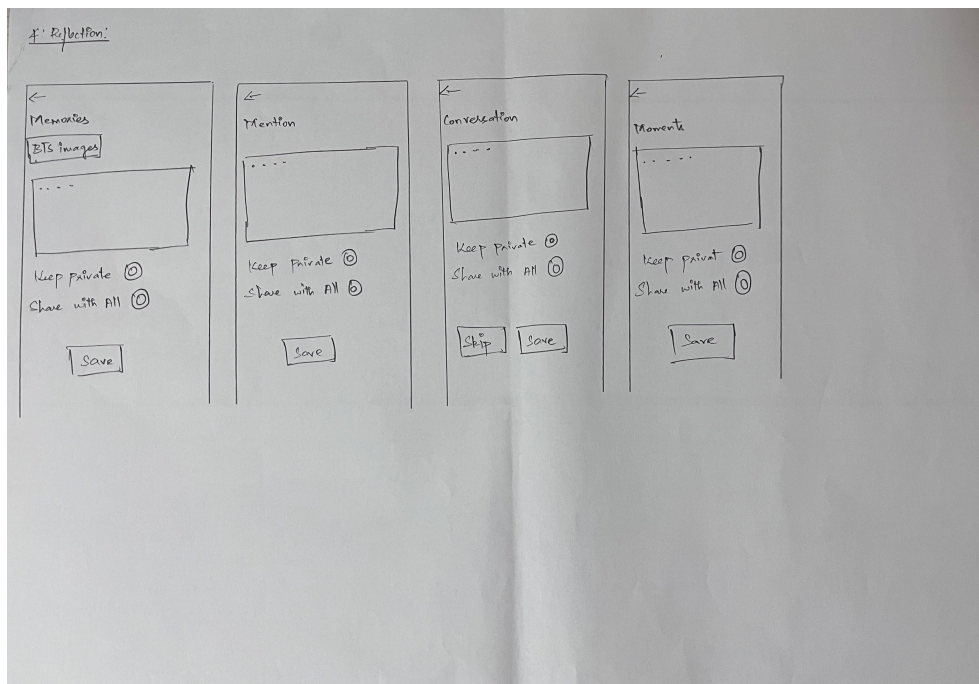 4. Reflection:
Memories
BTS images
....
Keep private
Share with All
Save
Mention
....
Keep private
Share with All
Save
Conversation
....
Keep private
Share with All
Skip Save
Moments
.....
Keep privat
Share with All
Save